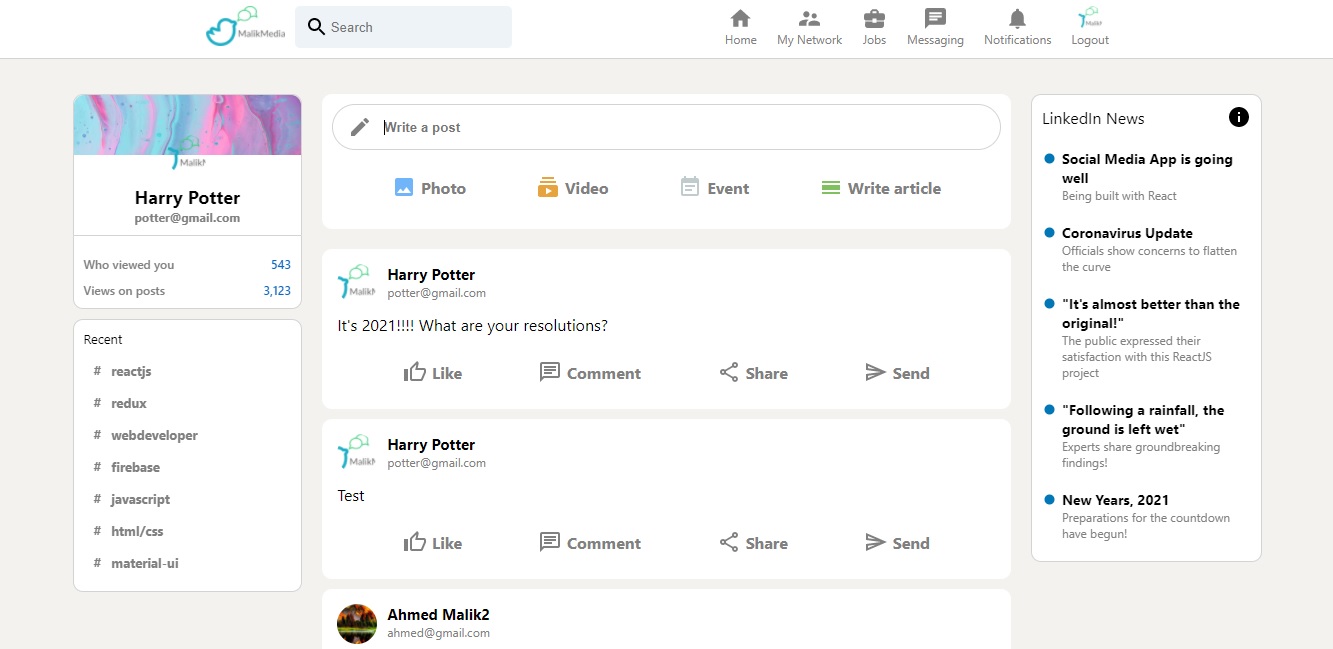 MalikMedia
Search
Home
My Network
Jobs
Messaging
Notifications
Logout
Harry Potter
potter@gmail.com
Who viewed you 543
Views on posts 3,123
Recent
# reactjs
# redux
# webdeveloper
# firebase
# javascript
# html/css
# material-ui
Write a post
Photo
Video
Event
Write article
Harry Potter
potter@gmail.com
It's 2021!!!! What are your resolutions?
Like
Comment
Share
Send
Harry Potter
potter@gmail.com
Test
Like
Comment
Share
Send
Ahmed Malik2
ahmed@gmail.com
LinkedIn News
Social Media App is going
well
Being built with React
Coronavirus Update
Officials show concerns to flatten
the curve
"It's almost better than the
original!"
The public expressed their
satisfaction with this ReactJS
project
"Following a rainfall, the
ground is left wet"
Experts share groundbreaking
findings!
New Years, 2021
Preparations for the countdown
have begun!